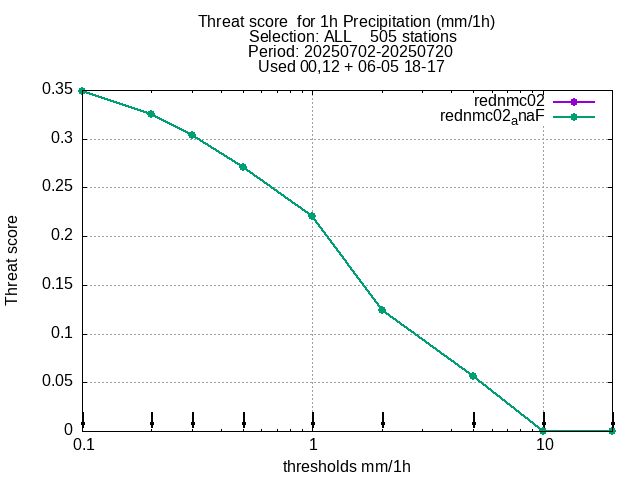 Threat score  for 1h Precipitation (mm/1h)
Selection: ALL    505 stations
Period: 20250702-20250720
Used 00,12 + 06-05 18-17
rednmc02
rednmc02anaF
0.35
0.3
0.25
0.2
0.15
0.1
0.05
0
Threat score
0.1
1
10
thresholds mm/1h